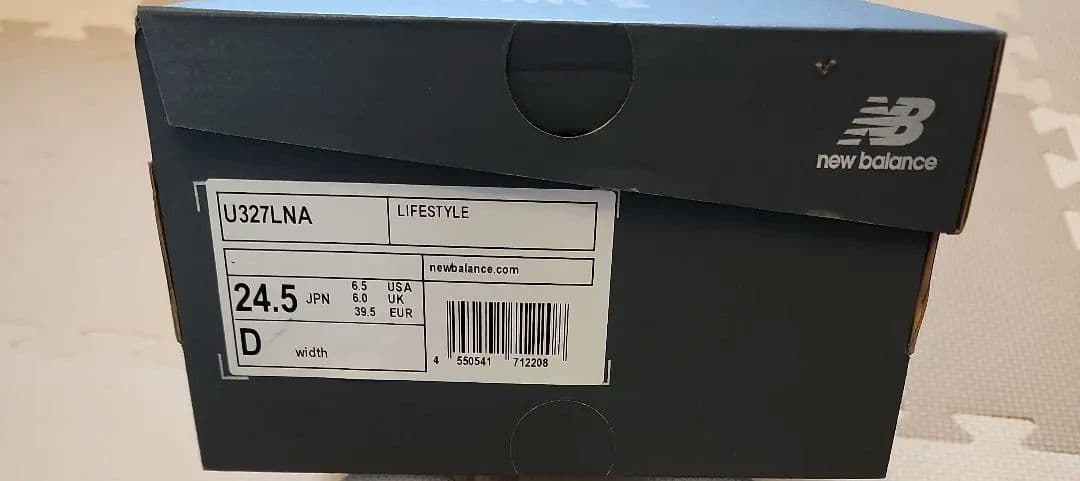 NB
new balance
U327LNA
LIFESTYLE
-
newbalance.com
24.5 JPN
6.5 USA
6.0 UK
39.5 EUR
D width
4 550541 712208